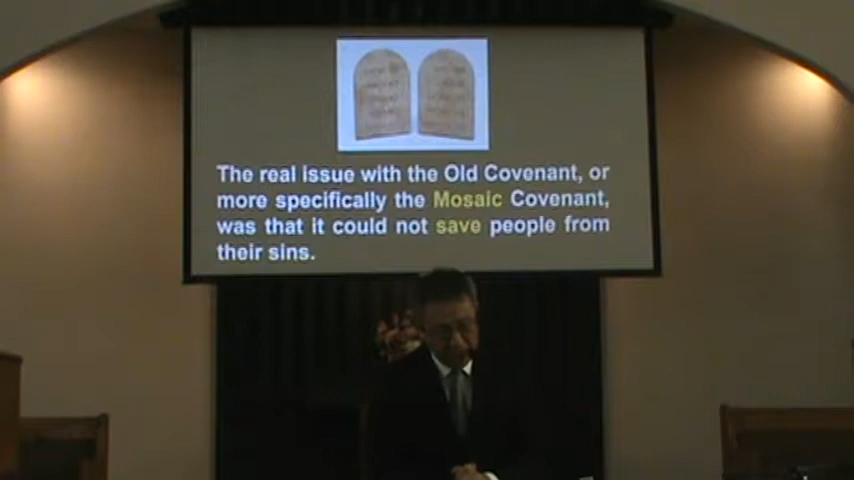 The real issue with the Old Covenant, or
more specifically the Mosaic Covenant,
was that it could not save people from
their sins.